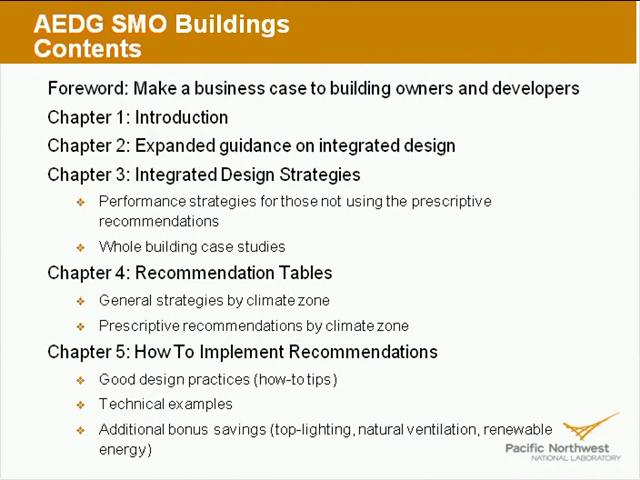 AEDG SMO Buildings
Contents
Foreword: Make a business case to building owners and developers
Chapter 1: Introduction
Chapter 2: Expanded guidance on integrated design
Chapter 3: Integrated Design Strategies
Performance strategies for those not using the prescriptive
recommendations
Whole building case studies
Chapter 4: Recommendation Tables
General strategies by climate zone
Prescriptive recommendations by climate zone
Chapter 5: How To Implement Recommendations
Good design practices (how-to tips)
Technical examples
Additional bonus savings (top-lighting, natural ventilation, renewable
energy)
Pacific Northwest
NATIONAL LABORATORY